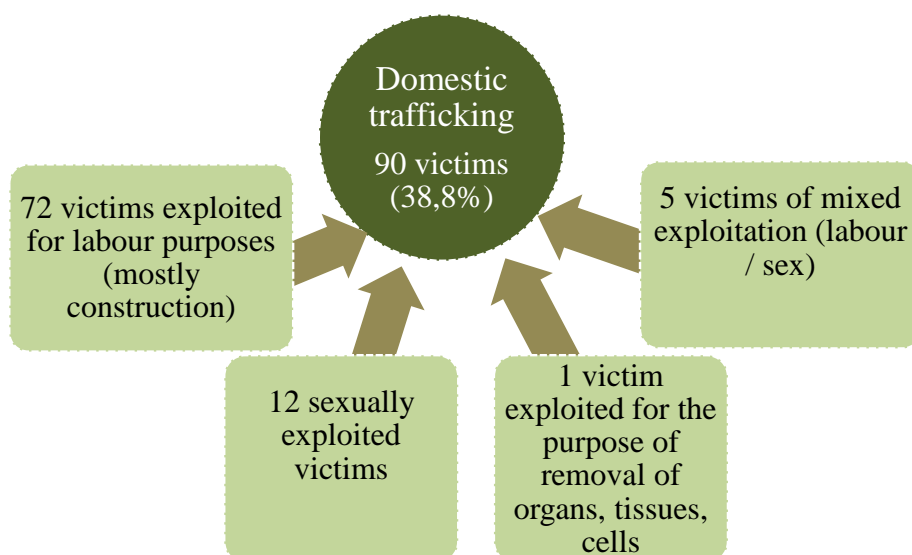 Domestic
trafficking
90 victims
(38,8%)
72 victims exploited
for labour purposes
(mostly
construction)
12 sexually
exploited
victims
1 victim
exploited for the
purpose of
removal of
organs, tissues,
cells
5 victims of mixed
exploitation (labour
/ sex)